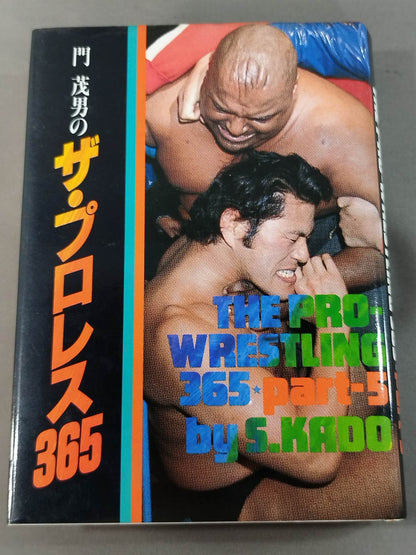 門 茂男の
ザ・プロレス
365
THE PRO-
WRESTLING
365★part-5
by S.KADO